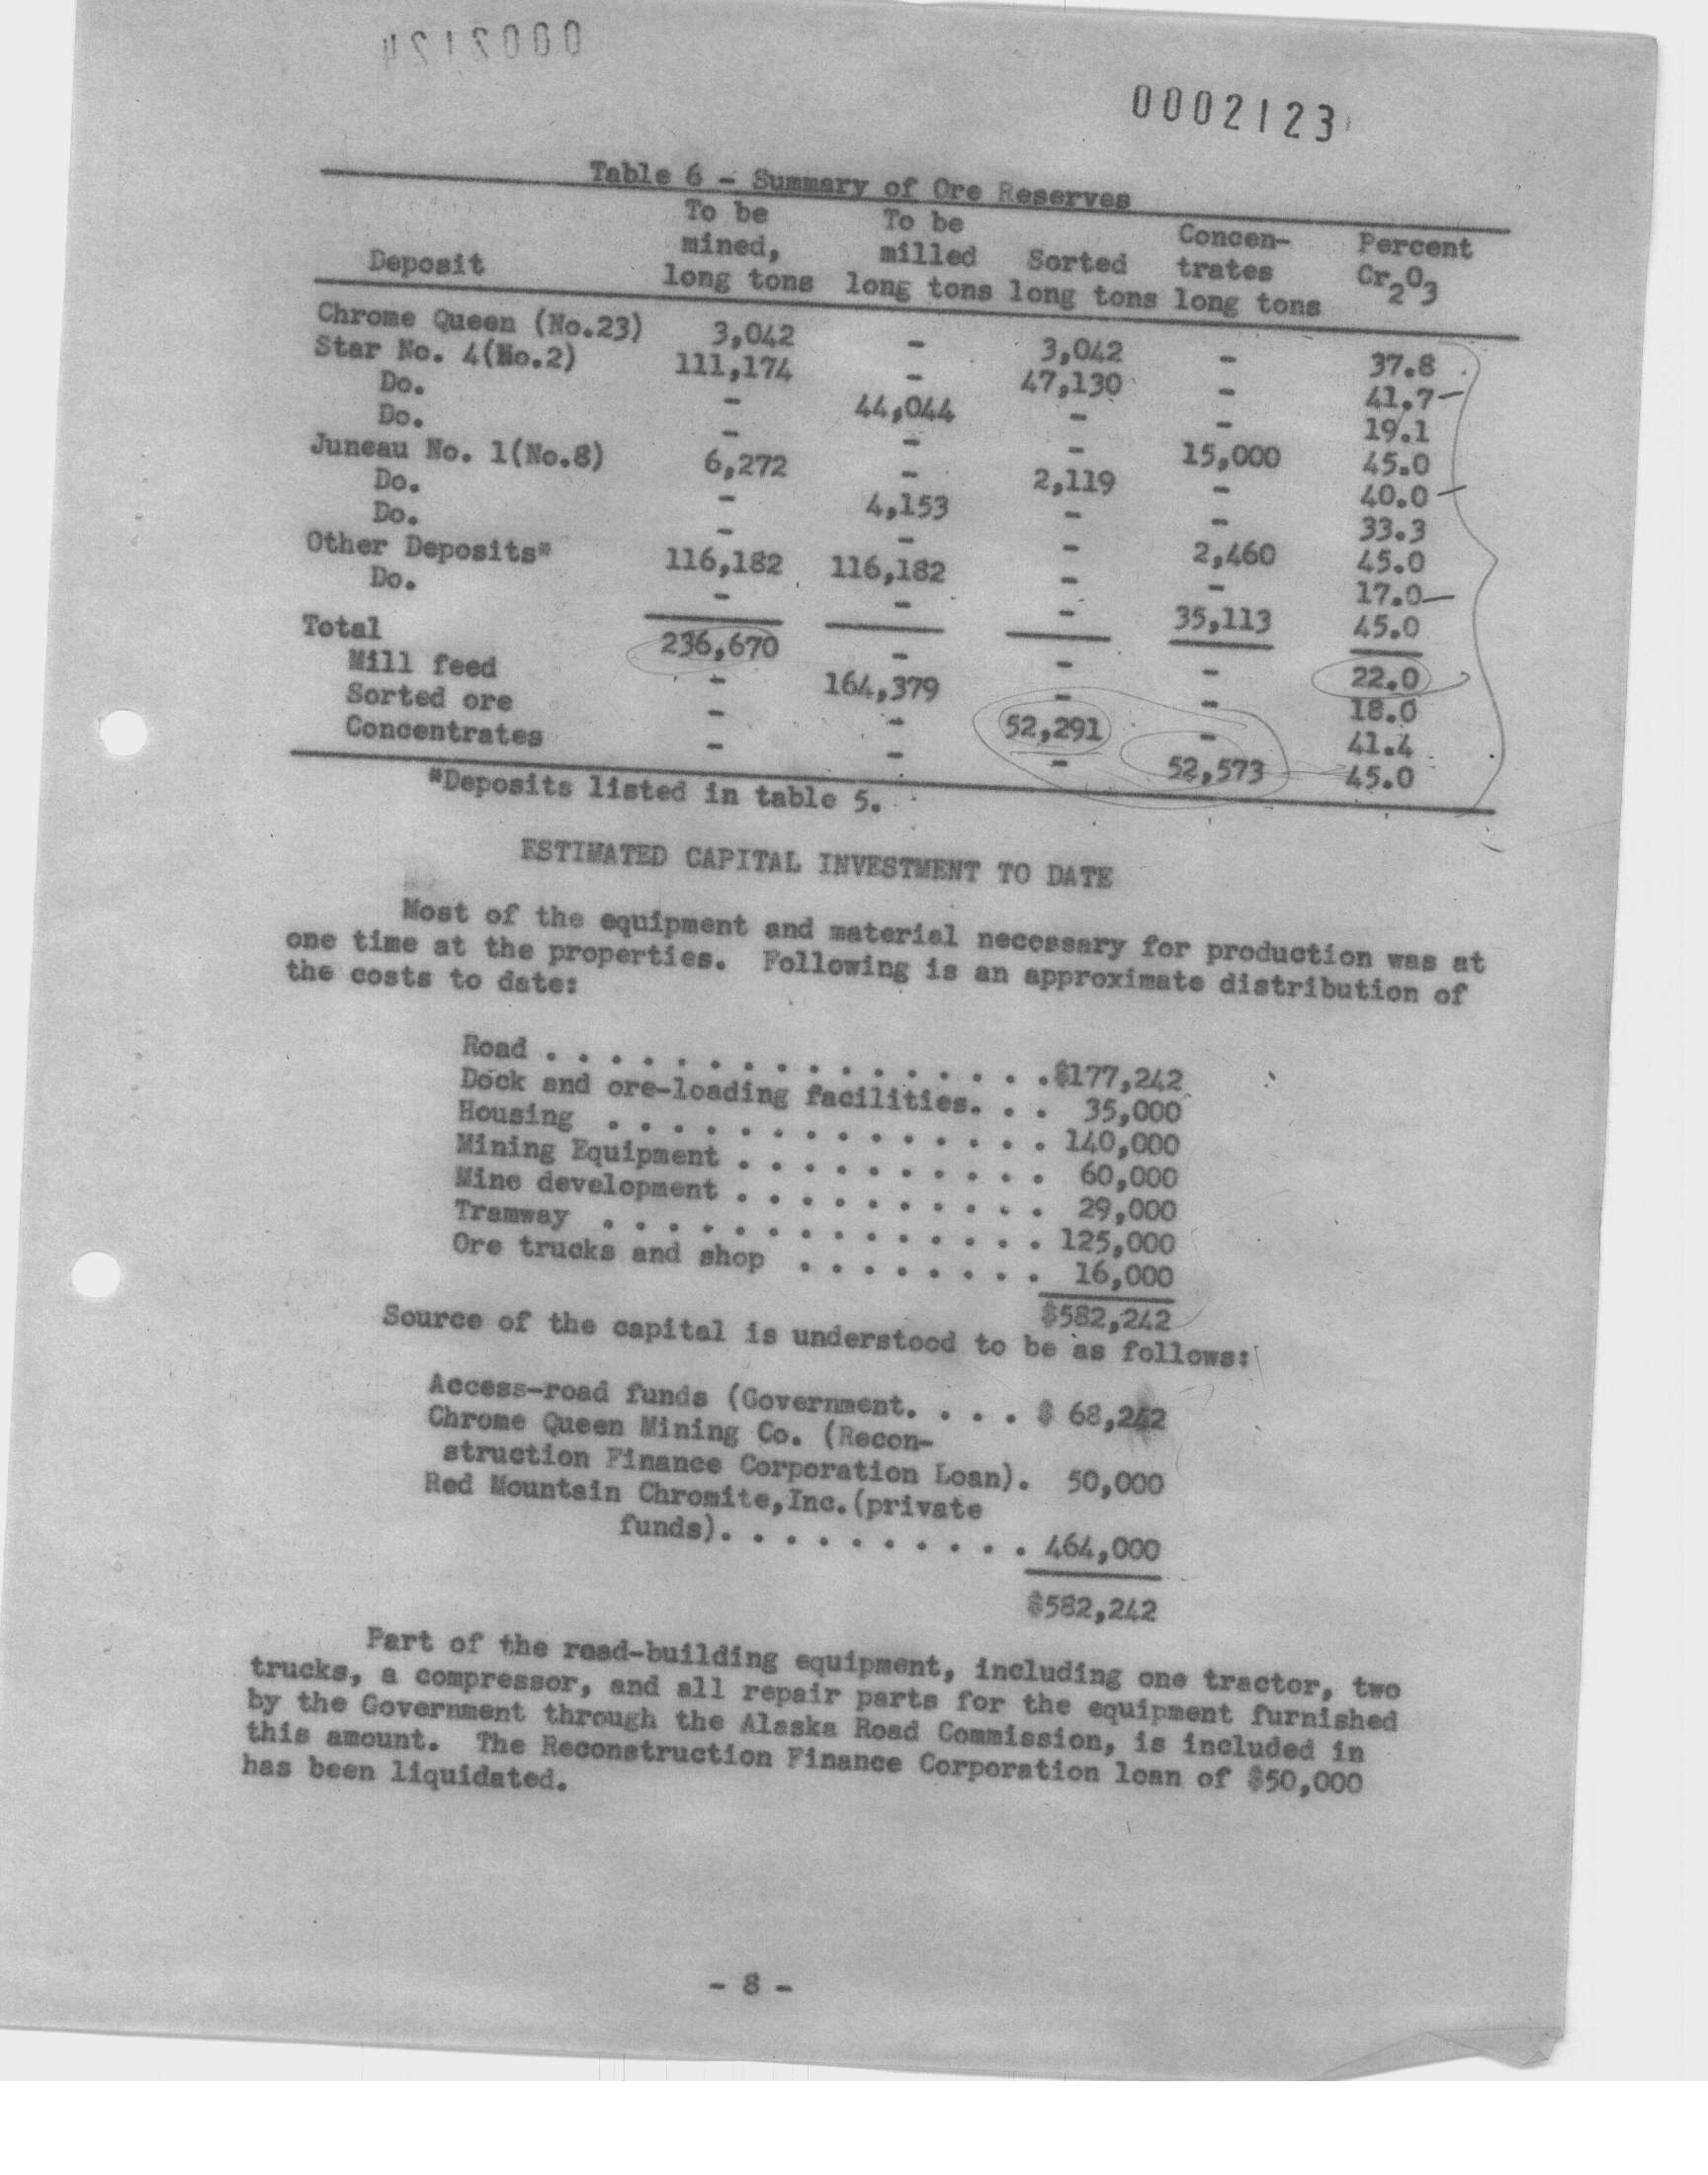 0002124
0002123
Table 6 - Summary of Ore Reserves
Deposit To be mined, long tons To be milled long tons Sorted long tons Concen- trates long tons Percent Cr2O3
Chrome Queen (No.23) 3,042 - 3,042 - 37.8
Star No. 4(No.2) 111,174 - 47,130 - 41.7
Do. - 44,044 - - 19.1
Do. - - - 15,000 45.0
Juneau No. 1(No.8) 6,272 - 2,119 - 40.0
Do. - 4,153 - - 33.3
Do. - - - 2,460 45.0
Other Deposits* 116,182 116,182 - - 17.0
Do. - - - 35,113 45.0
Total 236,670 - - - 22.0
Mill feed - 164,379 - - 18.0
Sorted ore - - 52,291 - 41.4
Concentrates - - - 52,573 45.0
*Deposits listed in table 5.
ESTIMATED CAPITAL INVESTMENT TO DATE
Most of the equipment and material necessary for production was at
one time at the properties. Following is an approximate distribution of
the costs to date:
Road . . . . . . . . . . . . . . . .$177,242
Dock and ore-loading facilities. . . 35,000
Housing . . . . . . . . . . . . . . 140,000
Mining Equipment . . . . . . . . . . 60,000
Mine development . . . . . . . . . . 29,000
Tramway . . . . . . . . . . . . . . 125,000
Ore trucks and shop . . . . . . . . 16,000
$582,242
Source of the capital is understood to be as follows:
Access-road funds (Government. . . . $ 68,242
Chrome Queen Mining Co. (Recon-
struction Finance Corporation Loan). 50,000
Red Mountain Chromite,Inc.(private
funds). . . . . . . . . . 464,000
$582,242
Part of the road-building equipment, including one tractor, two
trucks, a compressor, and all repair parts for the equipment furnished
by the Government through the Alaska Road Commission, is included in
this amount. The Reconstruction Finance Corporation loan of $50,000
has been liquidated.
- 8 -